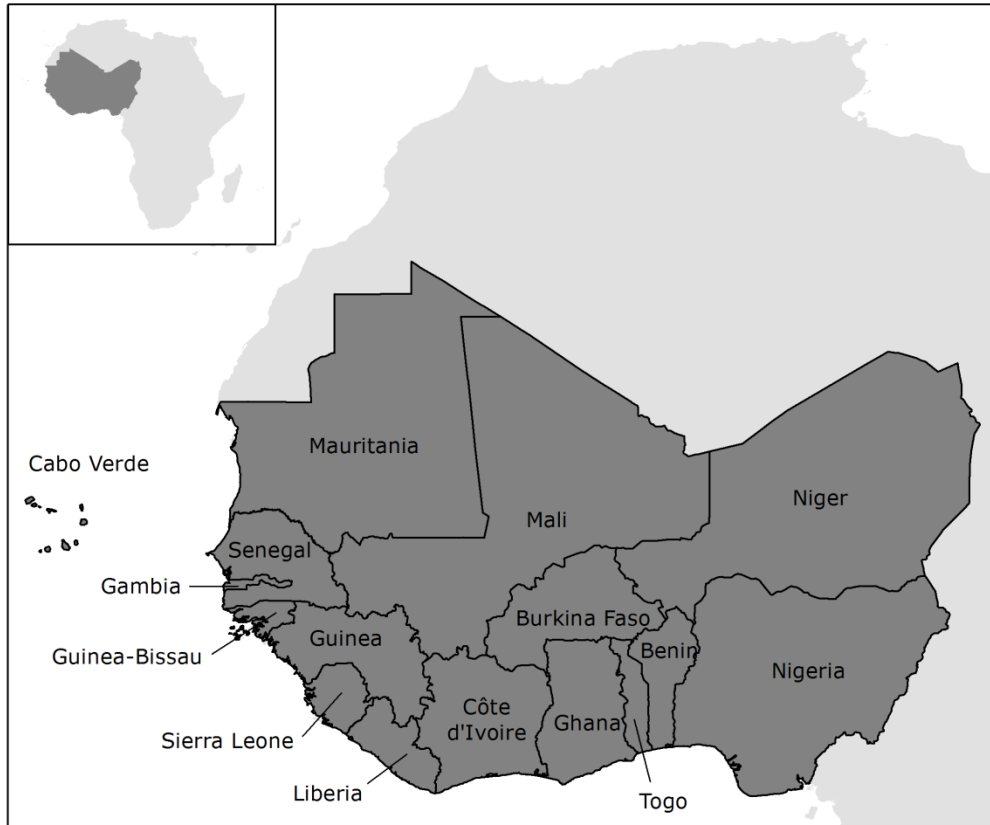 Mauritania
Cabo Verde
Niger
Mali
Senegal
Gambia
Burkina Faso
Guinea
Benin
Guinea-Bissau
Nigeria
Côte
d'Ivoire
Ghana
Sierra Leone
Liberia
Togo